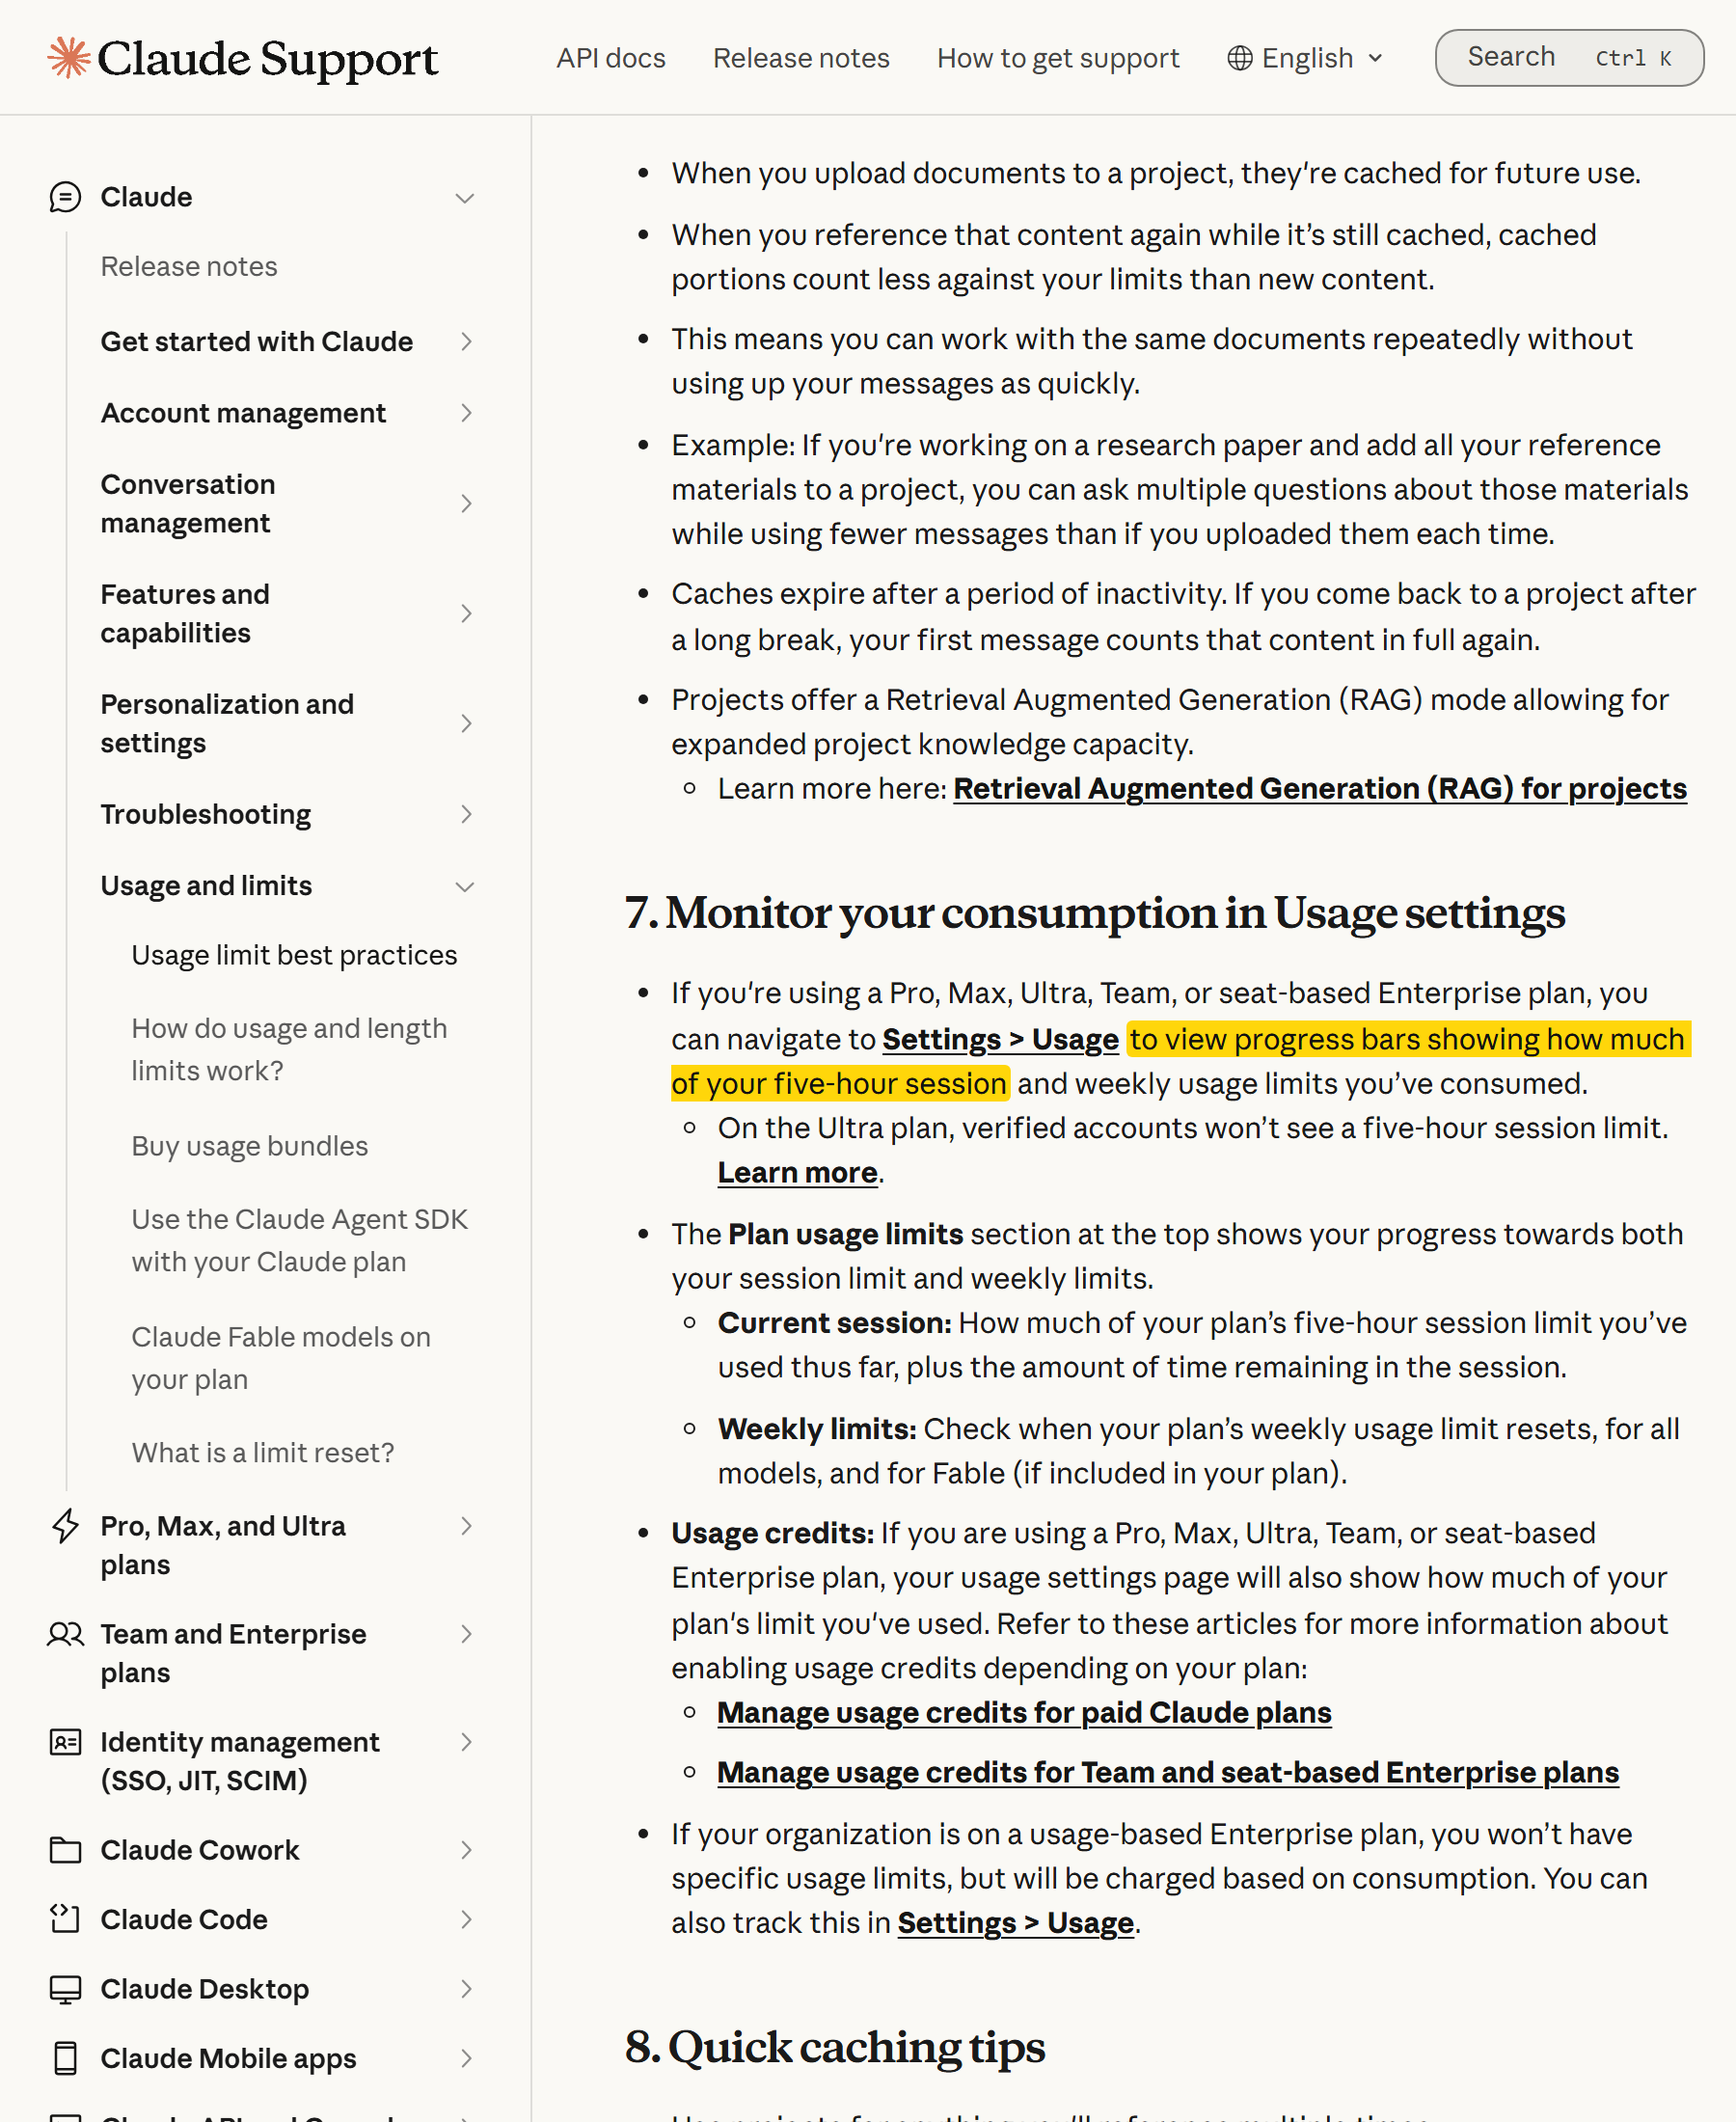 Claude Support
API docs
Release notes
How to get support
English
Search Ctrl K
Claude
Release notes
Get started with Claude
Account management
Conversation
management
Features and
capabilities
Personalization and
settings
Troubleshooting
Usage and limits
Usage limit best practices
How do usage and length
limits work?
Buy usage bundles
Use the Claude Agent SDK
with your Claude plan
Claude Fable models on
your plan
What is a limit reset?
Pro, Max, and Ultra
plans
Team and Enterprise
plans
Identity management
(SSO, JIT, SCIM)
Claude Cowork
Claude Code
Claude Desktop
Claude Mobile apps
When you upload documents to a project, they're cached for future use.
When you reference that content again while it’s still cached, cached
portions count less against your limits than new content.
This means you can work with the same documents repeatedly without
using up your messages as quickly.
Example: If you're working on a research paper and add all your reference
materials to a project, you can ask multiple questions about those materials
while using fewer messages than if you uploaded them each time.
Caches expire after a period of inactivity. If you come back to a project after
a long break, your first message counts that content in full again.
Projects offer a Retrieval Augmented Generation (RAG) mode allowing for
expanded project knowledge capacity.
Learn more here: Retrieval Augmented Generation (RAG) for projects
7. Monitor your consumption in Usage settings
If you're using a Pro, Max, Ultra, Team, or seat-based Enterprise plan, you
can navigate to Settings > Usage to view progress bars showing how much
of your five-hour session and weekly usage limits you’ve consumed.
On the Ultra plan, verified accounts won’t see a five-hour session limit.
Learn more.
The Plan usage limits section at the top shows your progress towards both
your session limit and weekly limits.
Current session: How much of your plan’s five-hour session limit you’ve
used thus far, plus the amount of time remaining in the session.
Weekly limits: Check when your plan’s weekly usage limit resets, for all
models, and for Fable (if included in your plan).
Usage credits: If you are using a Pro, Max, Ultra, Team, or seat-based
Enterprise plan, your usage settings page will also show how much of your
plan's limit you've used. Refer to these articles for more information about
enabling usage credits depending on your plan:
Manage usage credits for paid Claude plans
Manage usage credits for Team and seat-based Enterprise plans
If your organization is on a usage-based Enterprise plan, you won’t have
specific usage limits, but will be charged based on consumption. You can
also track this in Settings > Usage.
8. Quick caching tips